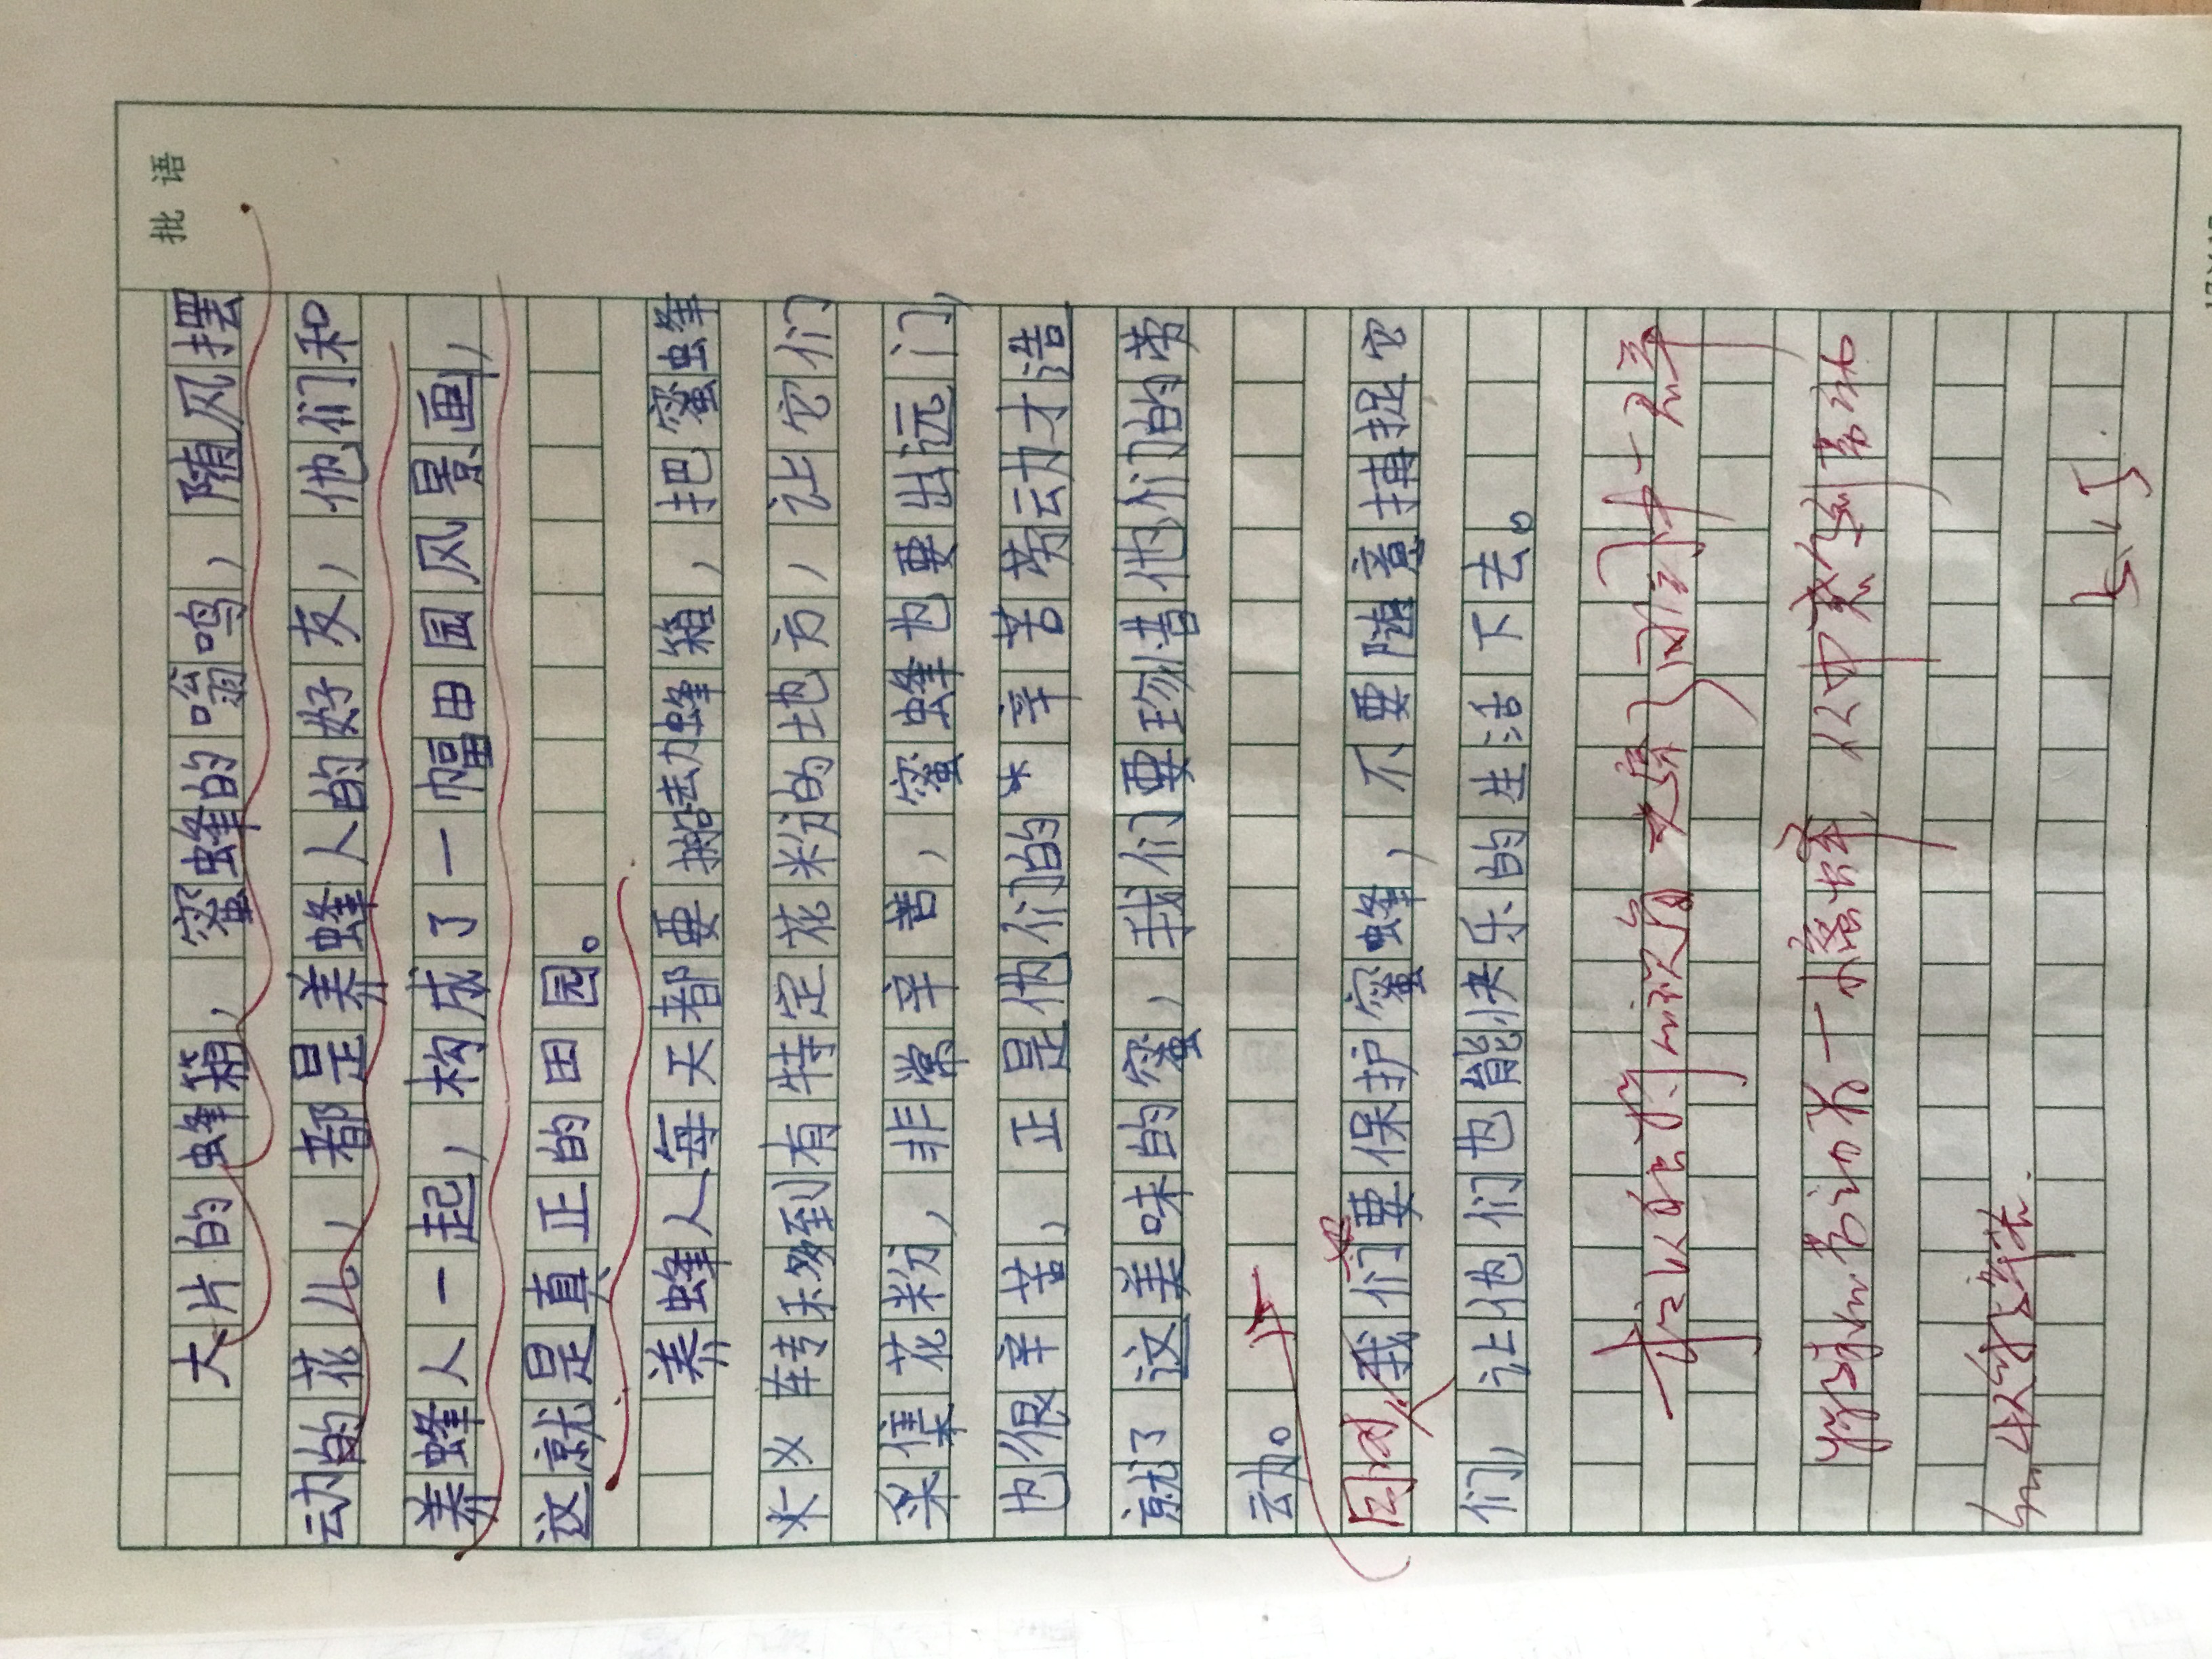 批语
大片的蜂箱，蜜蜂的嗡鸣，随风摆
动的花儿，都是养蜂人的好友，他们和
养蜂人一起，构成了一幅田园风景画，
这就是真正的田园。
养蜂人每天都要搬动蜂箱，把蜜蜂
转移到有特定花粉的地方，让它们
采集花粉，非常辛苦，蜜蜂也要出远门，
也很辛苦，正是他们的辛苦劳动才造
就了这美味的蜜，我们要珍惜他们的劳
动。
也
同时，我们要保护蜜蜂，不要随意捕捉它
们，让他们也能快乐的生活下去。
5.15